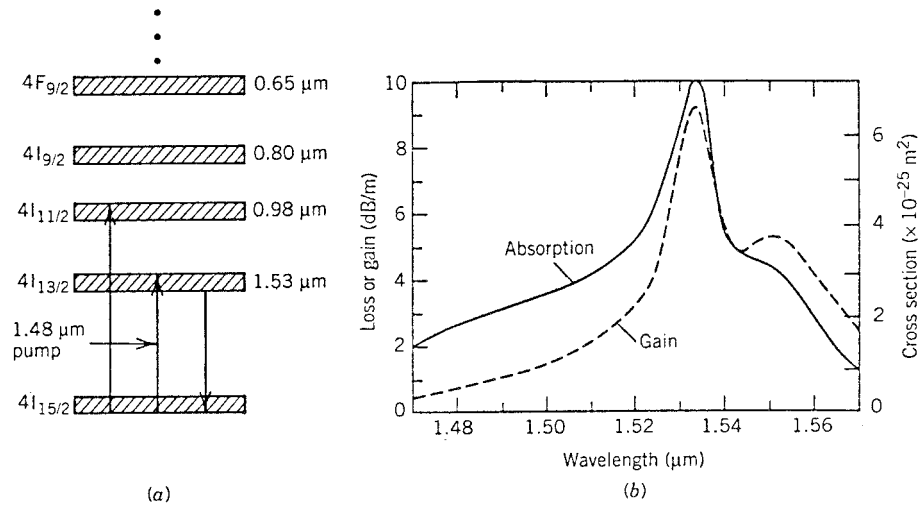 4F9/2 0.65 μm
4I9/2 0.80 μm
4I11/2 0.98 μm
4I13/2 1.53 μm
1.48 μm
pump
4I15/2
(a)
Loss or gain (dB/m)
10
8
6
4
2
0
Absorption
Gain
1.48 1.50 1.52 1.54 1.56
Wavelength (μm)
6
4
2
0
Cross section (× 10−25 m2)
(b)